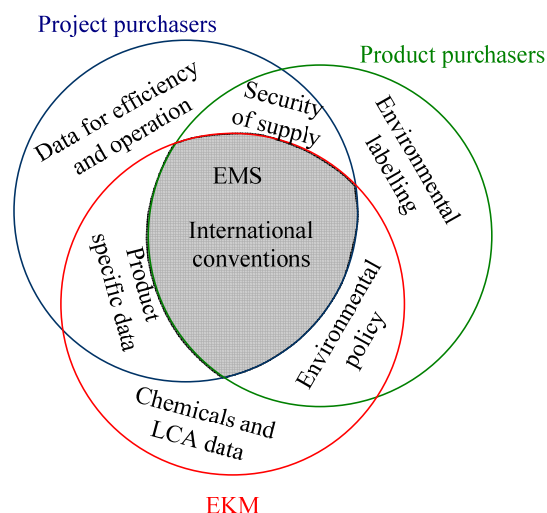 Project purchasers
Product purchasers
Data for efficiency
and operation
Security
of supply
Environmental
labelling
EMS
International
conventions
Product
specific data
Environmental
policy
Chemicals and
LCA data
EKM